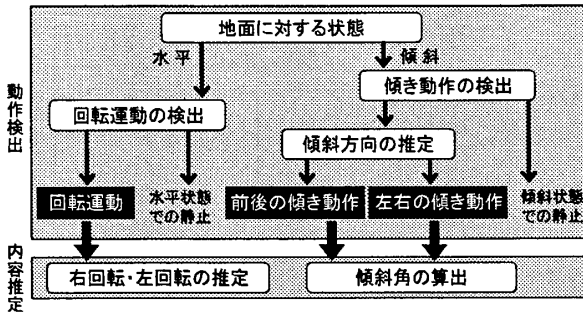 地面に対する状態
水平
傾斜
傾き動作の検出
回転運動の検出
傾斜方向の推定
動作検出
回転運動
水平状態
での静止
前後の傾き動作
左右の傾き動作
傾斜状態
での静止
内容推定
右回転・左回転の推定
傾斜角の算出